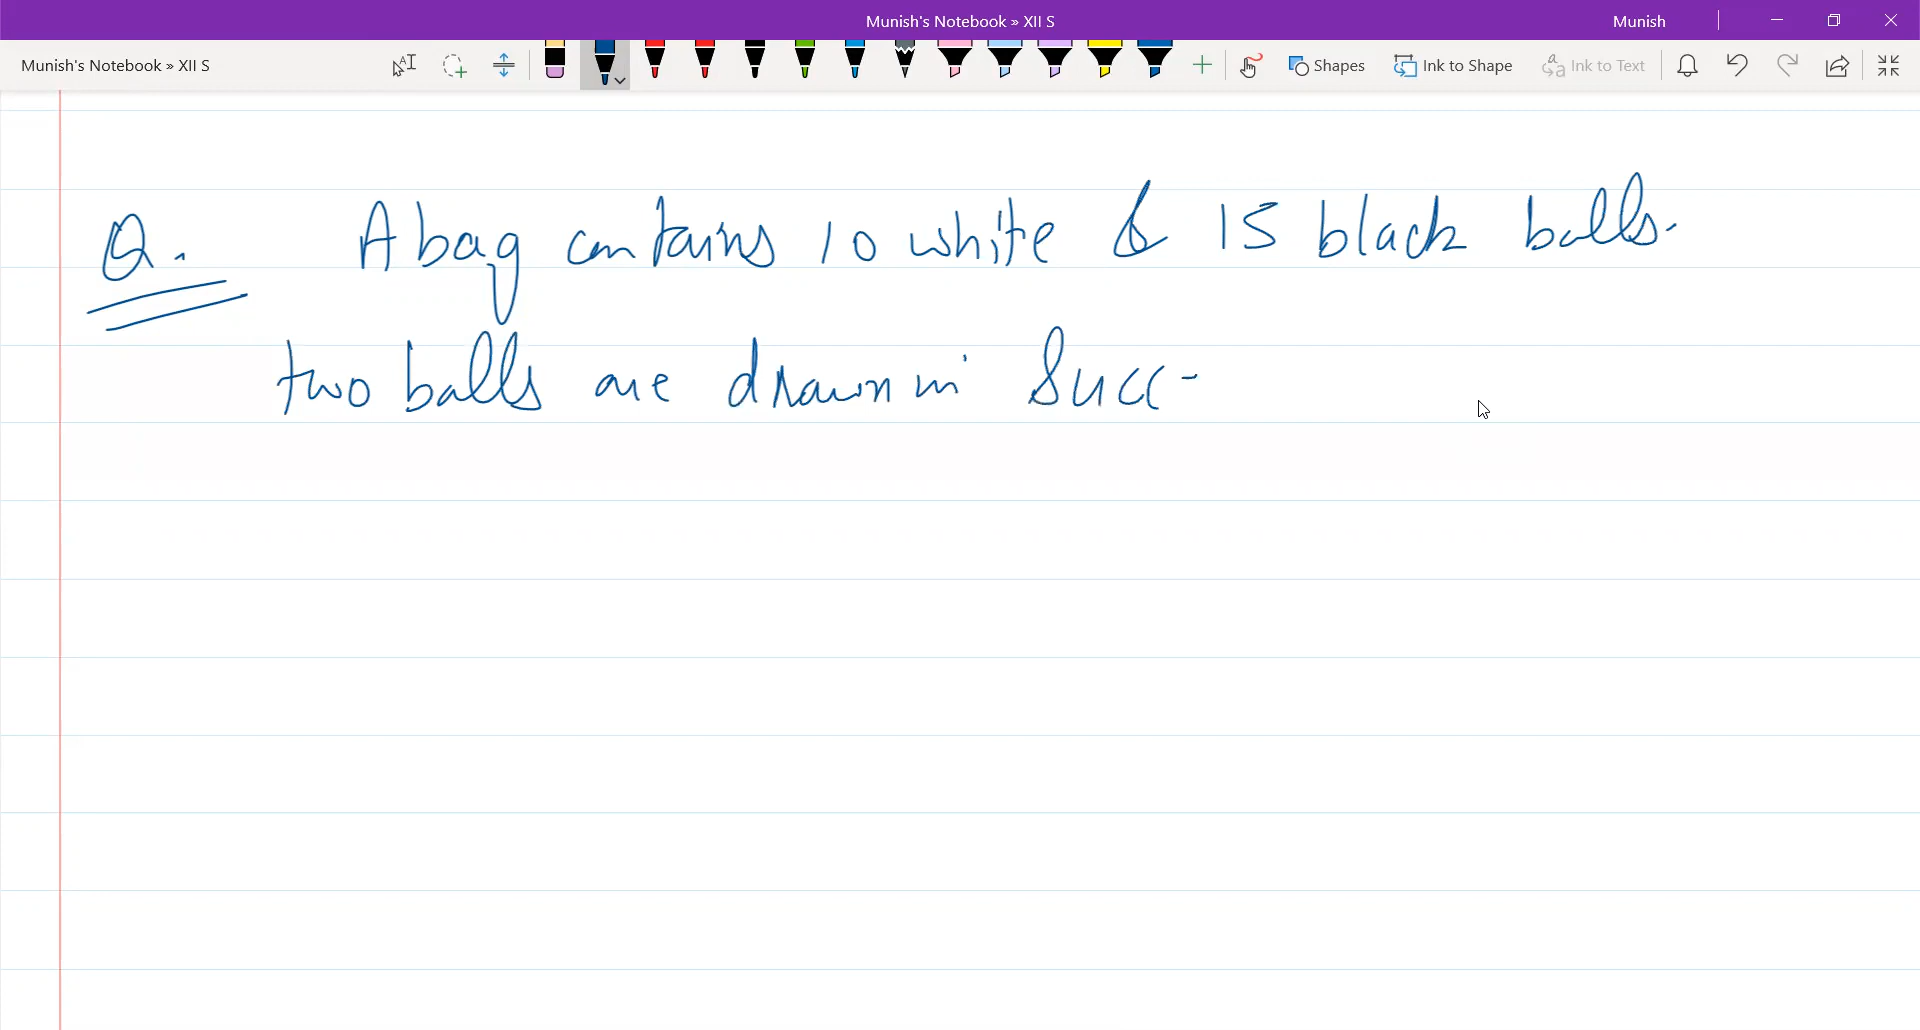 Munish's Notebook » XII S
Munish
Munish's Notebook » XII S
Shapes
Ink to Shape
Ink to Text
Q. A bag contains 10 white & 15 black balls.
two balls are drawn in Succ-